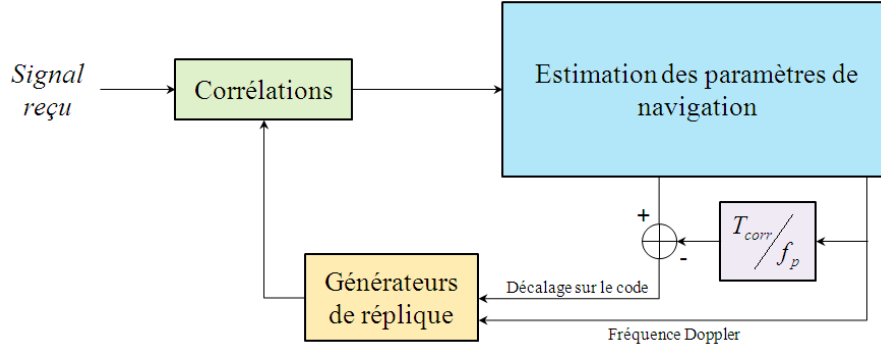 Signal
reçu
Corrélations
Estimation des paramètres de
navigation
+
-
T_corr / f_p
Générateurs
de réplique
Décalage sur le code
Fréquence Doppler